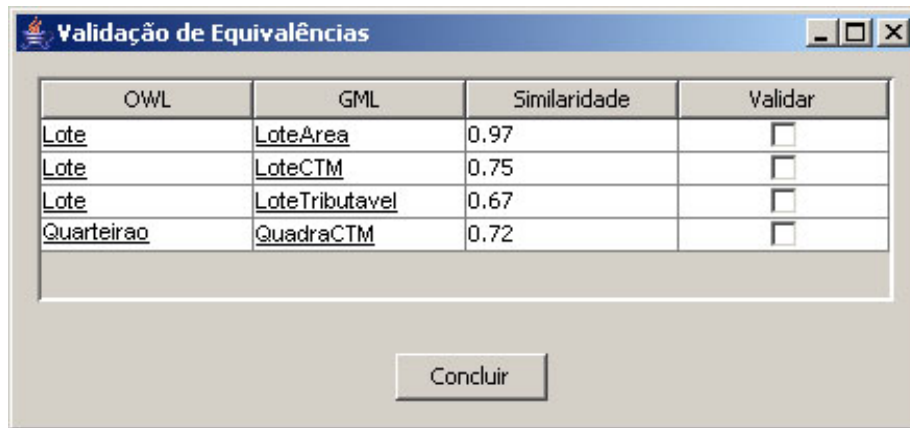 Validação de Equivalências
OWL GML Similaridade Validar
Lote LoteArea 0.97
Lote LoteCTM 0.75
Lote LoteTributavel 0.67
Quarteirao QuadraCTM 0.72
Concluir